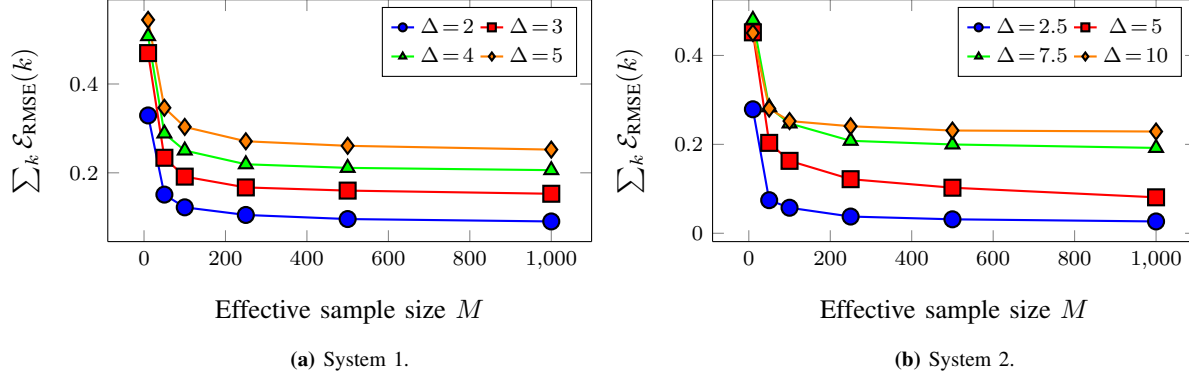 ∑ₖ ℰ_RMSE(k)
0.4
0.2
Δ = 2 Δ = 3
Δ = 4 Δ = 5
0 200 400 600 800 1,000
Effective sample size M
(a) System 1.
∑ₖ ℰ_RMSE(k)
0.4
0.2
0
Δ = 2.5 Δ = 5
Δ = 7.5 Δ = 10
0 200 400 600 800 1,000
Effective sample size M
(b) System 2.